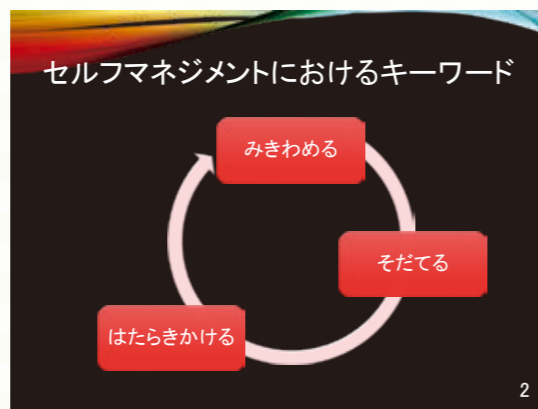 セルフマネジメントにおけるキーワード
みきわめる
そだてる
はたらきかける
2